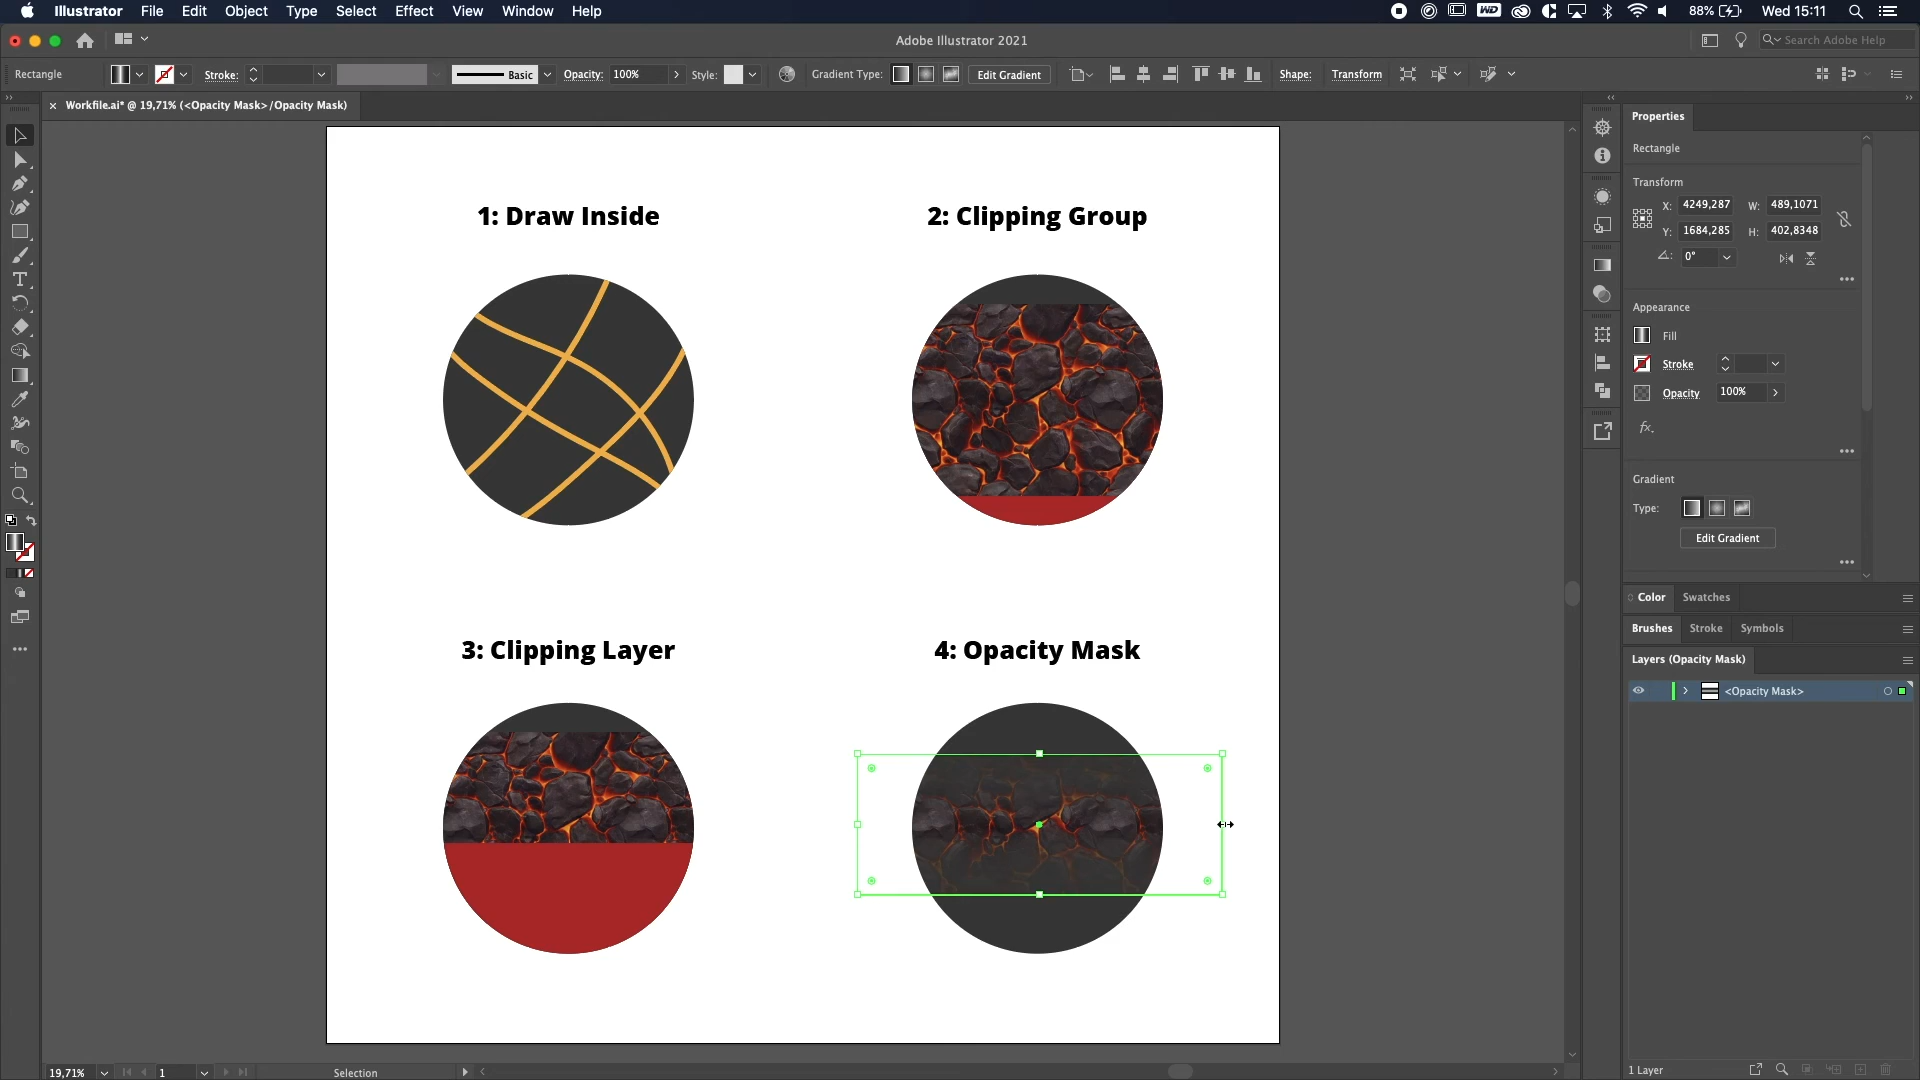 Illustrator File Edit Object Type Select Effect View Window Help
WD 88% Wed 15:11
Adobe Illustrator 2021
Search Adobe Help
Rectangle Stroke: Basic Opacity: 100% Style: Gradient Type: Edit Gradient Shape: Transform
Workfile.ai* @ 19,71% (<Opacity Mask>/Opacity Mask)
1: Draw Inside
2: Clipping Group
3: Clipping Layer
4: Opacity Mask
Properties
Rectangle
Transform
X: 4249,287 W: 489,1071
Y: 1684,285 H: 402,8348
0°
Appearance
Fill
Stroke
Opacity 100%
fx.
Gradient
Type:
Edit Gradient
Color Swatches
Brushes Stroke Symbols
Layers (Opacity Mask)
<Opacity Mask>
1 Layer
19,71% 1 Selection